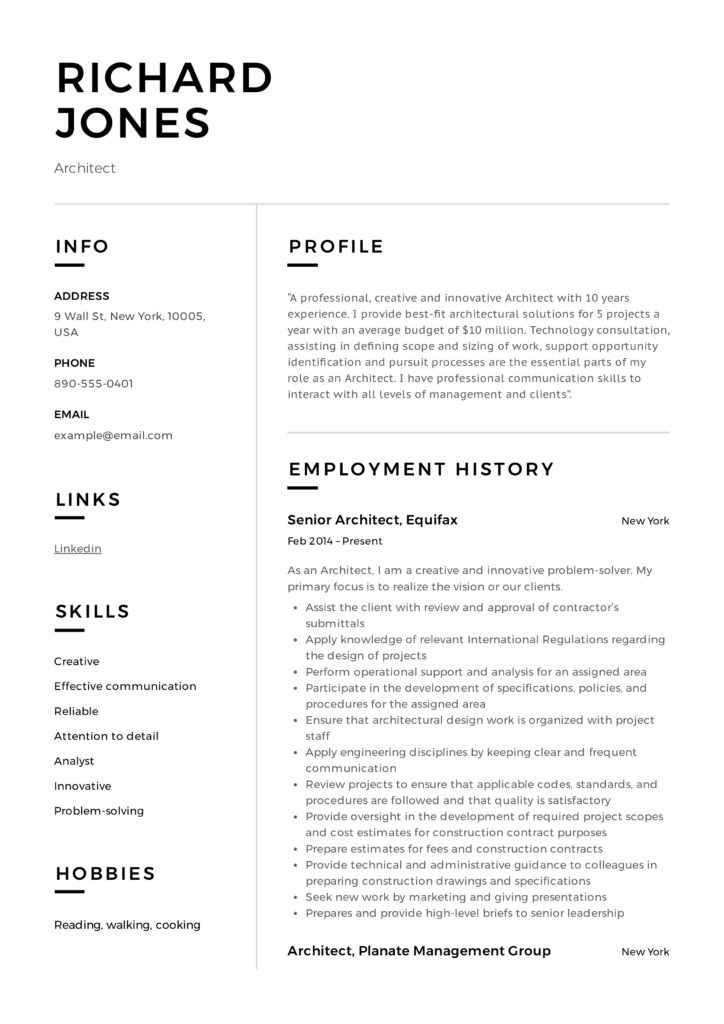 RICHARD
JONES
Architect
INFO
ADDRESS
9 Wall St, New York, 10005,
USA
PHONE
890-555-0401
EMAIL
example@email.com
LINKS
Linkedin
SKILLS
Creative
Effective communication
Reliable
Attention to detail
Analyst
Innovative
Problem-solving
HOBBIES
Reading, walking, cooking
PROFILE
"A professional, creative and innovative Architect with 10 years
experience. I provide best-fit architectural solutions for 5 projects a
year with an average budget of $10 million. Technology consultation,
assisting in defining scope and sizing of work, support opportunity
identification and pursuit processes are the essential parts of my
role as an Architect. I have professional communication skills to
interact with all levels of management and clients".
EMPLOYMENT HISTORY
Senior Architect, Equifax New York
Feb 2014 – Present
As an Architect, I am a creative and innovative problem-solver. My
primary focus is to realize the vision or our clients.
• Assist the client with review and approval of contractor's
submittals
• Apply knowledge of relevant International Regulations regarding
the design of projects
• Perform operational support and analysis for an assigned area
• Participate in the development of specifications, policies, and
procedures for the assigned area
• Ensure that architectural design work is organized with project
staff
• Apply engineering disciplines by keeping clear and frequent
communication
• Review projects to ensure that applicable codes, standards, and
procedures are followed and that quality is satisfactory
• Provide oversight in the development of required project scopes
and cost estimates for construction contract purposes
• Prepare estimates for fees and construction contracts
• Provide technical and administrative guidance to colleagues in
preparing construction drawings and specifications
• Seek new work by marketing and giving presentations
• Prepares and provide high-level briefs to senior leadership
Architect, Planate Management Group New York